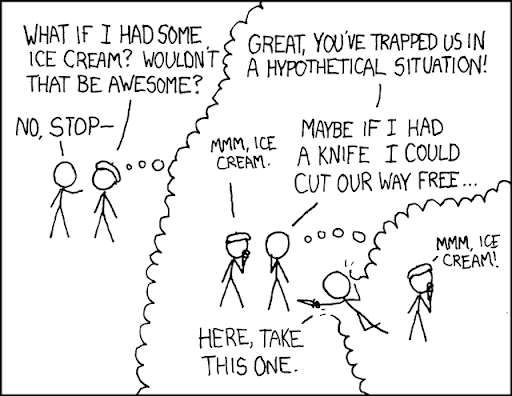 WHAT IF I HAD SOME
ICE CREAM? WOULDN'T
THAT BE AWESOME?
NO, STOP—
GREAT, YOU'VE TRAPPED US IN
A HYPOTHETICAL SITUATION!
MMM, ICE
CREAM.
MAYBE IF I HAD
A KNIFE I COULD
CUT OUR WAY FREE...
MMM, ICE
CREAM!
HERE, TAKE
THIS ONE.